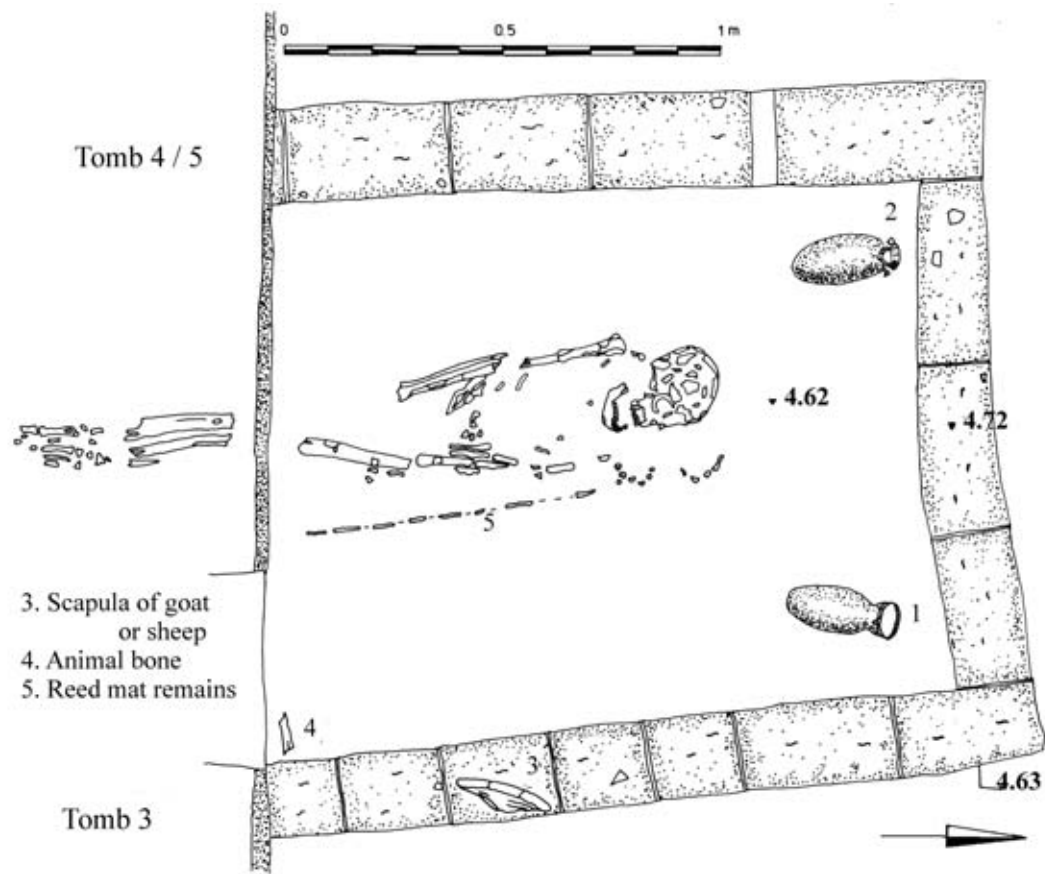 0 0.5 1 m
Tomb 4 / 5
2
4.62
4.72
5
1
3. Scapula of goat
or sheep
4. Animal bone
5. Reed mat remains
4
3
4.63
Tomb 3